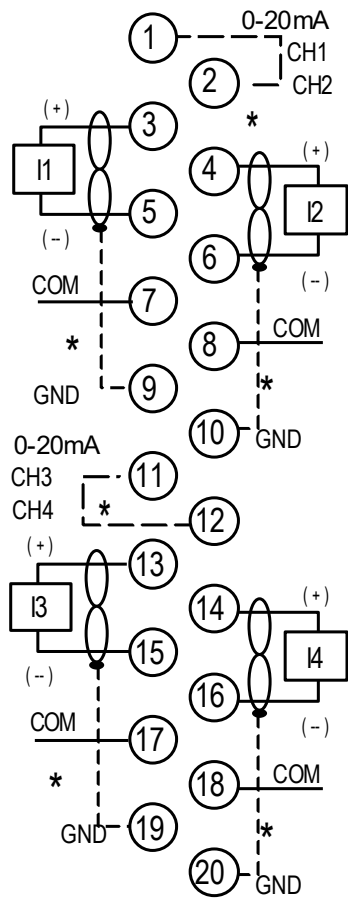 1
0-20mA
CH1
2
CH2
*
(+)
3
I1
(+)
4
I2
5
(--)
6
(--)
COM
7
*
8
COM
GND
9
*
10
GND
0-20mA
CH3
11
CH4
*
12
(+)
13
I3
(+)
14
I4
15
(--)
16
(--)
COM
17
*
18
COM
GND
19
*
20
GND